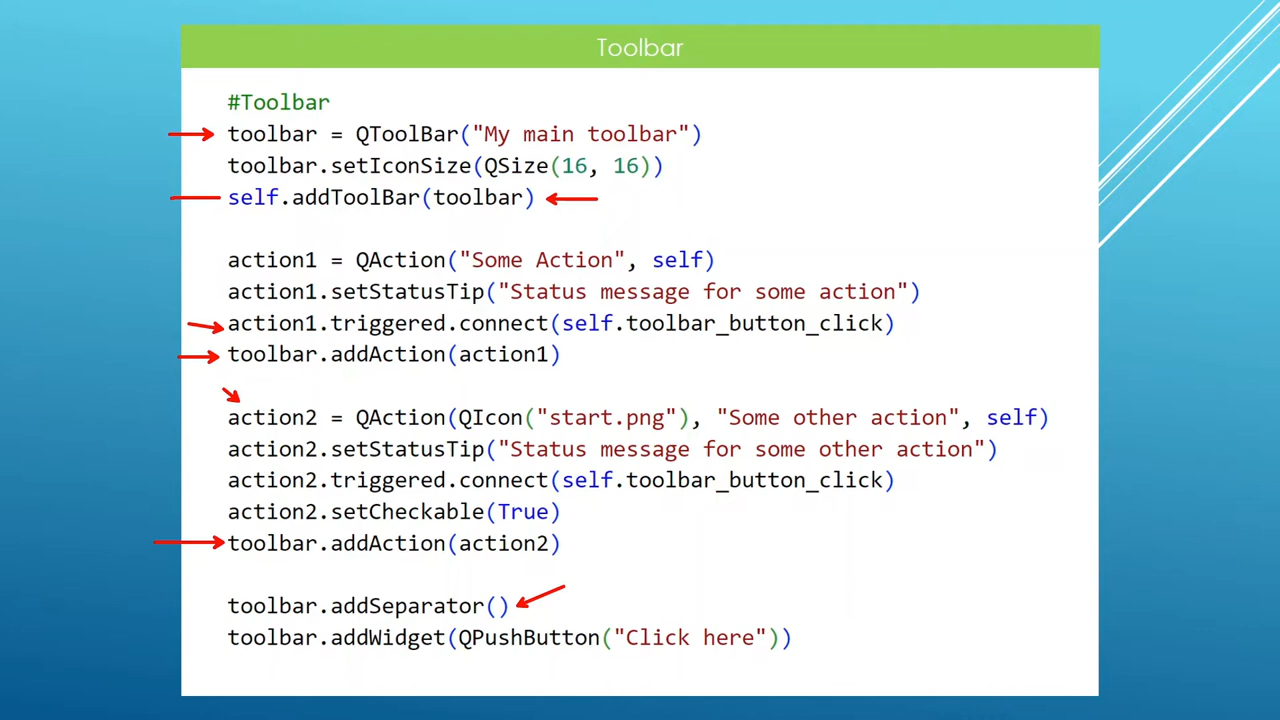 Toolbar
#Toolbar
toolbar = QToolBar("My main toolbar")
toolbar.setIconSize(QSize(16, 16))
self.addToolBar(toolbar)
action1 = QAction("Some Action", self)
action1.setStatusTip("Status message for some action")
action1.triggered.connect(self.toolbar_button_click)
toolbar.addAction(action1)
action2 = QAction(QIcon("start.png"), "Some other action", self)
action2.setStatusTip("Status message for some other action")
action2.triggered.connect(self.toolbar_button_click)
action2.setCheckable(True)
toolbar.addAction(action2)
toolbar.addSeparator()
toolbar.addWidget(QPushButton("Click here"))